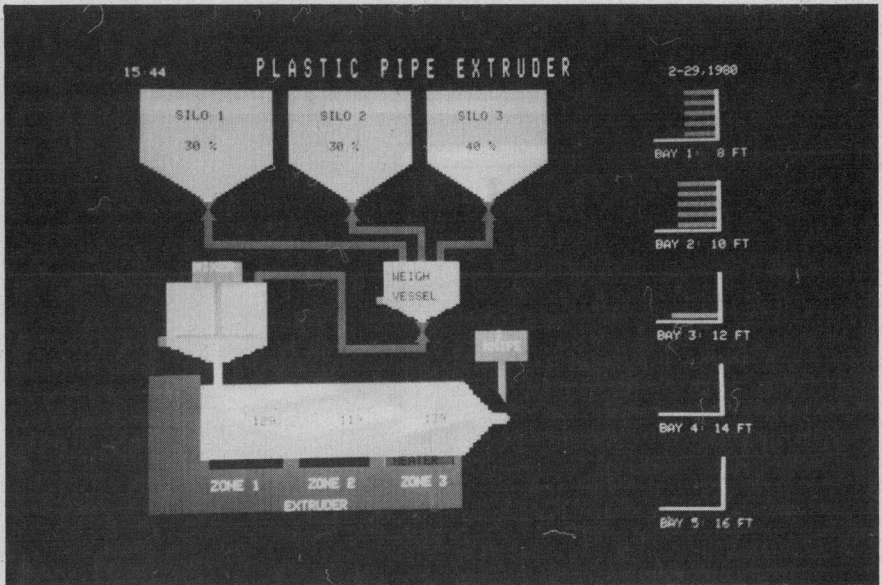 15:44
PLASTIC PIPE EXTRUDER
2-29,1980
SILO 1
30 %
SILO 2
30 %
SILO 3
40 %
BAY 1: 8 FT
BAY 2: 10 FT
WEIGH
VESSEL
BAY 3: 12 FT
BAY 4: 14 FT
BAY 5: 16 FT
HEATER
ZONE 1
ZONE 2
ZONE 3
EXTRUDER